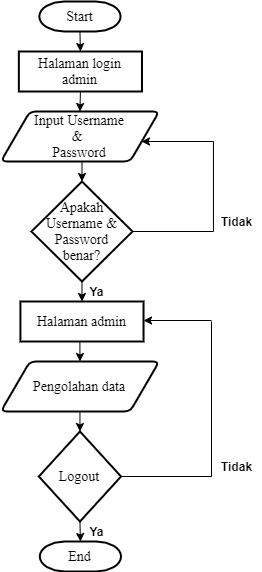 Start
Halaman login
admin
Input Username
&
Password
Apakah
Username &
Password
benar?
Tidak
Ya
Halaman admin
Pengolahan data
Logout
Tidak
Ya
End